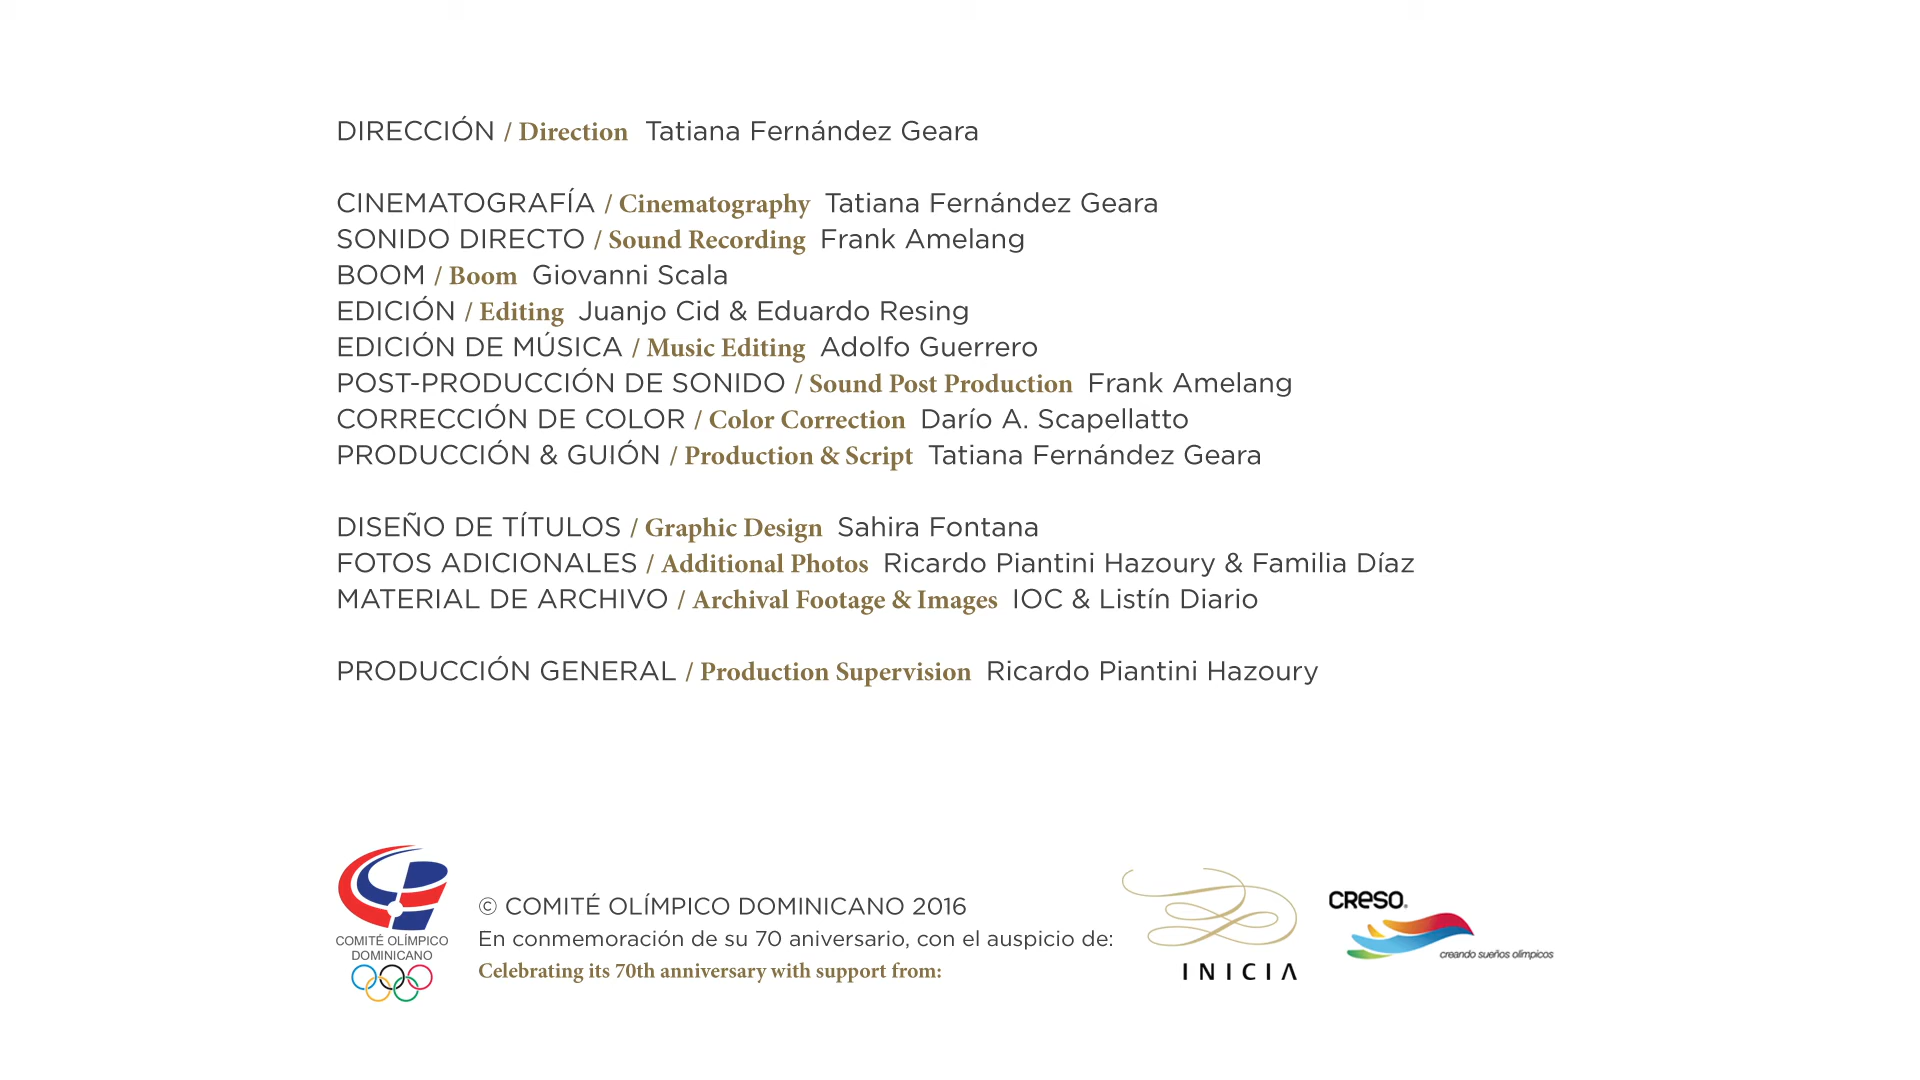 DIRECCIÓN / Direction Tatiana Fernández Geara
CINEMATOGRAFÍA / Cinematography Tatiana Fernández Geara
SONIDO DIRECTO / Sound Recording Frank Amelang
BOOM / Boom Giovanni Scala
EDICIÓN / Editing Juanjo Cid & Eduardo Resing
EDICIÓN DE MÚSICA / Music Editing Adolfo Guerrero
POST-PRODUCCIÓN DE SONIDO / Sound Post Production Frank Amelang
CORRECCIÓN DE COLOR / Color Correction Darío A. Scapellatto
PRODUCCIÓN & GUIÓN / Production & Script Tatiana Fernández Geara
DISEÑO DE TÍTULOS / Graphic Design Sahira Fontana
FOTOS ADICIONALES / Additional Photos Ricardo Piantini Hazoury & Familia Díaz
MATERIAL DE ARCHIVO / Archival Footage & Images IOC & Listín Diario
PRODUCCIÓN GENERAL / Production Supervision Ricardo Piantini Hazoury
COMITÉ OLÍMPICO
DOMINICANO
© COMITÉ OLÍMPICO DOMINICANO 2016
En conmemoración de su 70 aniversario, con el auspicio de:
Celebrating its 70th anniversary with support from:
INICIA
CRESO
creando sueños olímpicos